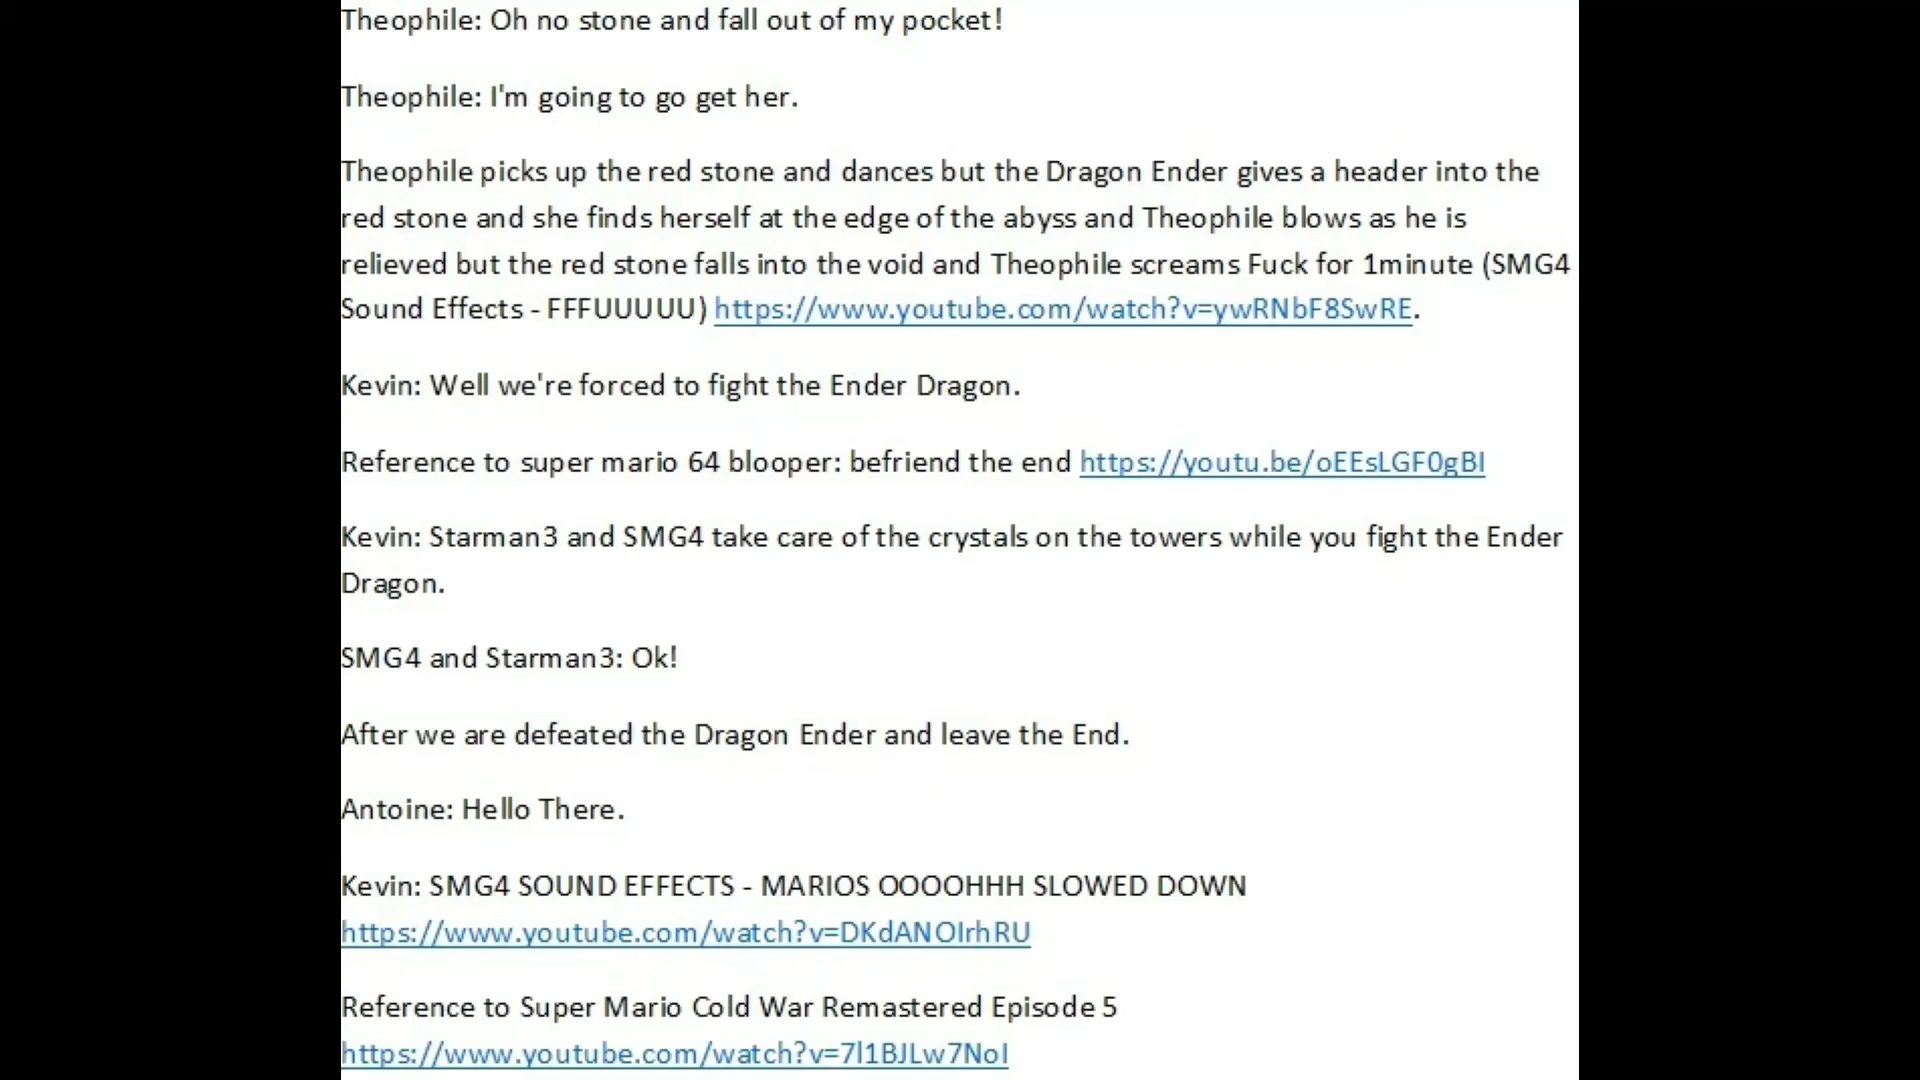 Theophile: Oh no stone and fall out of my pocket!
Theophile: I'm going to go get her.
Theophile picks up the red stone and dances but the Dragon Ender gives a header into the
red stone and she finds herself at the edge of the abyss and Theophile blows as he is
relieved but the red stone falls into the void and Theophile screams Fuck for 1minute (SMG4
Sound Effects - FFFUUUUU) https://www.youtube.com/watch?v=ywRNbF8SwRE.
Kevin: Well we're forced to fight the Ender Dragon.
Reference to super mario 64 blooper: befriend the end https://youtu.be/oEEsLGF0gBI
Kevin: Starman3 and SMG4 take care of the crystals on the towers while you fight the Ender
Dragon.
SMG4 and Starman3: Ok!
After we are defeated the Dragon Ender and leave the End.
Antoine: Hello There.
Kevin: SMG4 SOUND EFFECTS - MARIOS OOOOHHH SLOWED DOWN
https://www.youtube.com/watch?v=DKdANOIrhRU
Reference to Super Mario Cold War Remastered Episode 5
https://www.youtube.com/watch?v=7l1BJLw7NoI